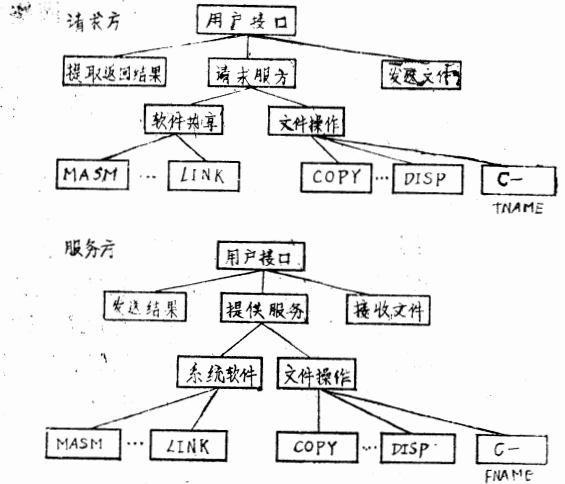 请求方
用户接口
提取返回结果 请求服务 发送文件
软件共享 文件操作
MASM ... LINK COPY ... DISP C—
TNAME
服务方
用户接口
发送结果 提供服务 接收文件
系统软件 文件操作
MASM ... LINK COPY ... DISP C—
FNAME